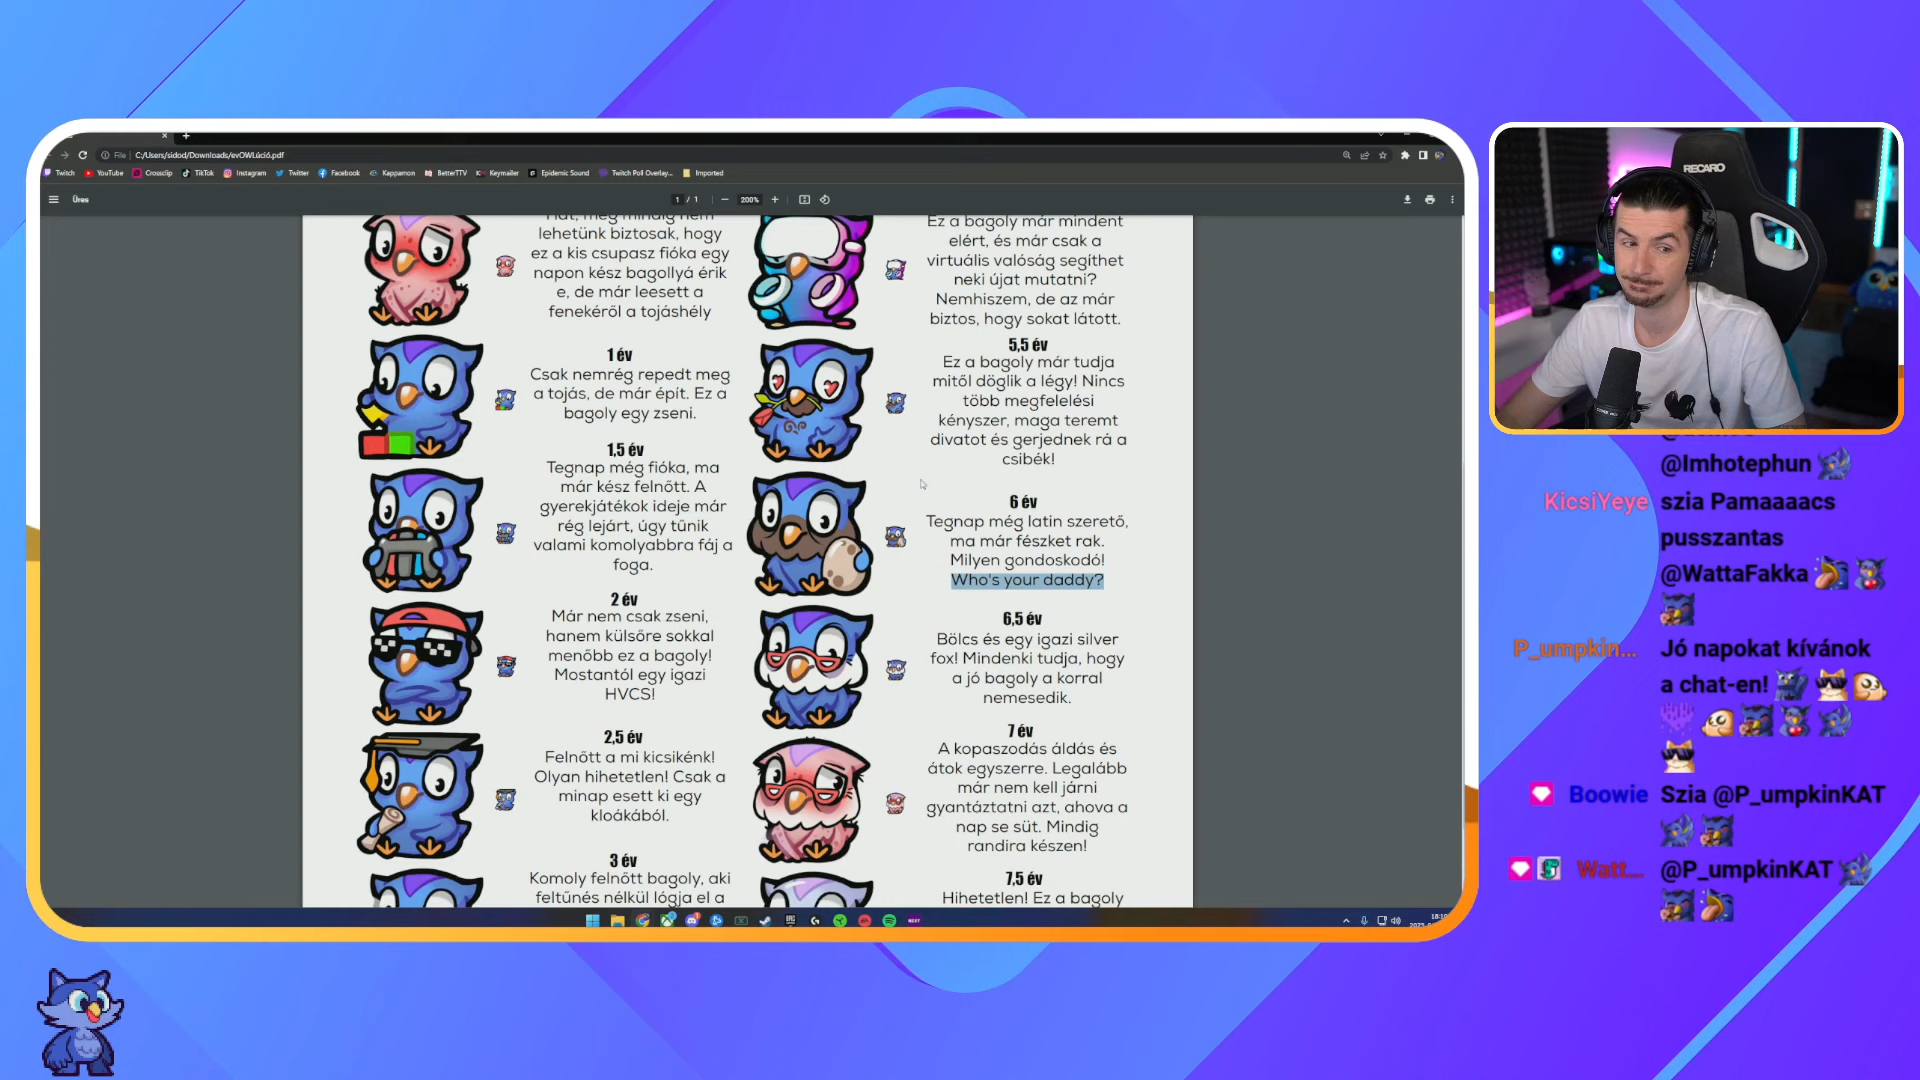 C:/Users/sidod/Downloads/evOWLúció.pdf
File
Twitch
YouTube
Crossclip
TikTok
Instagram
Twitter
Facebook
Kappamon
BetterTTV
Keymailer
Epidemic Sound
Twitch Poll Overlay...
Imported
Üres
1 / 1
200%
Hát, még mindig nem
lehetünk biztosak, hogy
ez a kis csupasz fióka egy
napon kész bagollyá érik
e, de már leesett a
fenekéről a tojáshély
1 év
Csak nemrég repedt meg
a tojás, de már épít. Ez a
bagoly egy zseni.
1,5 év
Tegnap még fióka, ma
már kész felnőtt. A
gyerekjátékok ideje már
rég lejárt, úgy tűnik
valami komolyabbra fáj a
foga.
2 év
Már nem csak zseni,
hanem külsőre sokkal
menőbb ez a bagoly!
Mostantól egy igazi
HVCS!
2,5 év
Felnőtt a mi kicsikénk!
Olyan hihetetlen! Csak a
minap esett ki egy
kloákából.
3 év
Komoly felnőtt bagoly, aki
feltűnés nélkül lógja el a
Ez a bagoly már mindent
elért, és már csak a
virtuális valóság segíthet
neki újat mutatni?
Nemhiszem, de az már
biztos, hogy sokat látott.
5,5 év
Ez a bagoly már tudja
mitől döglik a légy! Nincs
több megfelelési
kényszer, maga teremt
divatot és gerjednek rá a
csibék!
6 év
Tegnap még latin szerető,
ma már fészket rak.
Milyen gondoskodó!
Who's your daddy?
6,5 év
Bölcs és egy igazi silver
fox! Mindenki tudja, hogy
a jó bagoly a korral
nemesedik.
7 év
A kopaszodás áldás és
átok egyszerre. Legalább
már nem kell járni
gyantáztatni azt, ahova a
nap se süt. Mindig
randira készen!
7,5 év
Hihetetlen! Ez a bagoly
RECARO
@Imhotephun
KicsiYeye szia Pamaaaacs
pusszantas
@WattaFakka
P_umpkin... Jó napokat kívánok
a chat-en!
Boowie Szia @P_umpkinKAT
Watt... @P_umpkinKAT